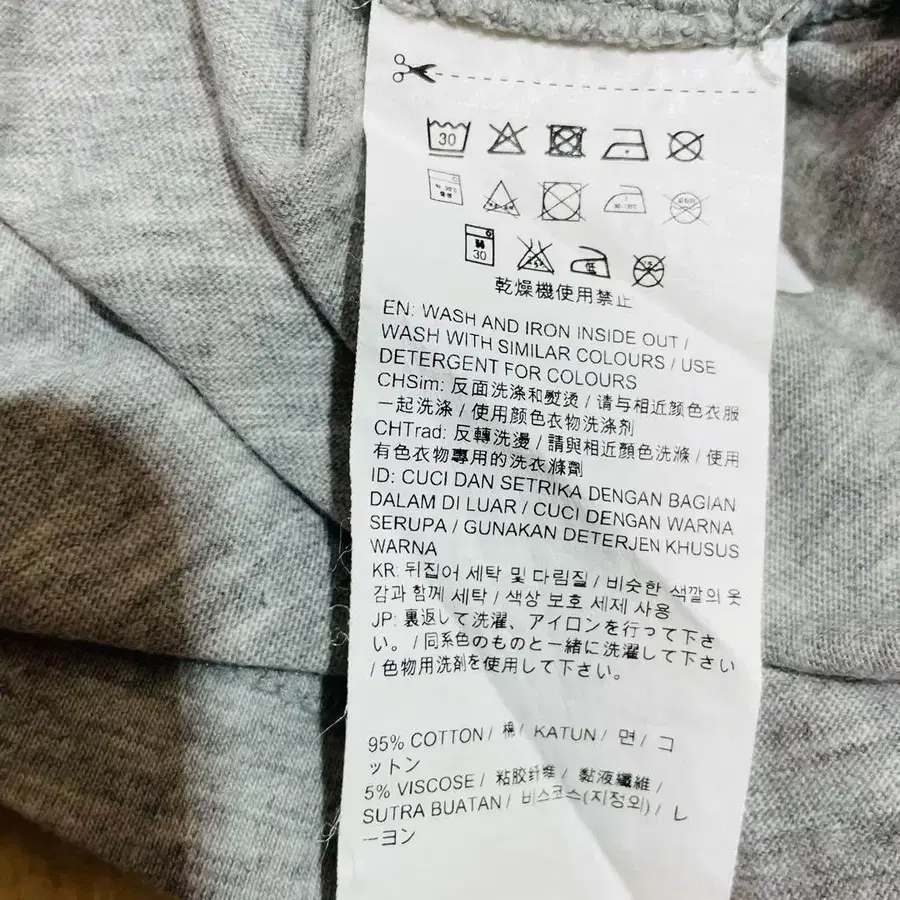 30
30
低
乾燥機使用禁止
EN: WASH AND IRON INSIDE OUT /
WASH WITH SIMILAR COLOURS / USE
DETERGENT FOR COLOURS
CHSim: 反面洗涤和熨烫 / 请与相近颜色衣服
一起洗涤 / 使用颜色衣物洗涤剂
CHTrad: 反轉洗燙 / 請與相近顏色洗滌 / 使用
有色衣物專用的洗衣滌劑
ID: CUCI DAN SETRIKA DENGAN BAGIAN
DALAM DI LUAR / CUCI DENGAN WARNA
SERUPA / GUNAKAN DETERJEN KHUSUS
WARNA
KR: 뒤집어 세탁 및 다림질 / 비슷한 색깔의 옷
감과 함께 세탁 / 색상 보호 세제 사용
JP: 裏返して洗濯、アイロンを行って下さ
い。 / 同系色のものと一緒に洗濯して下さい
/ 色物用洗剤を使用して下さい。
95% COTTON / 棉 / KATUN / 면 / コ
ットン
5% VISCOSE / 粘胶纤维 / 黏液纖維 /
SUTRA BUATAN / 비스코스(지정외) / レ
ーヨン